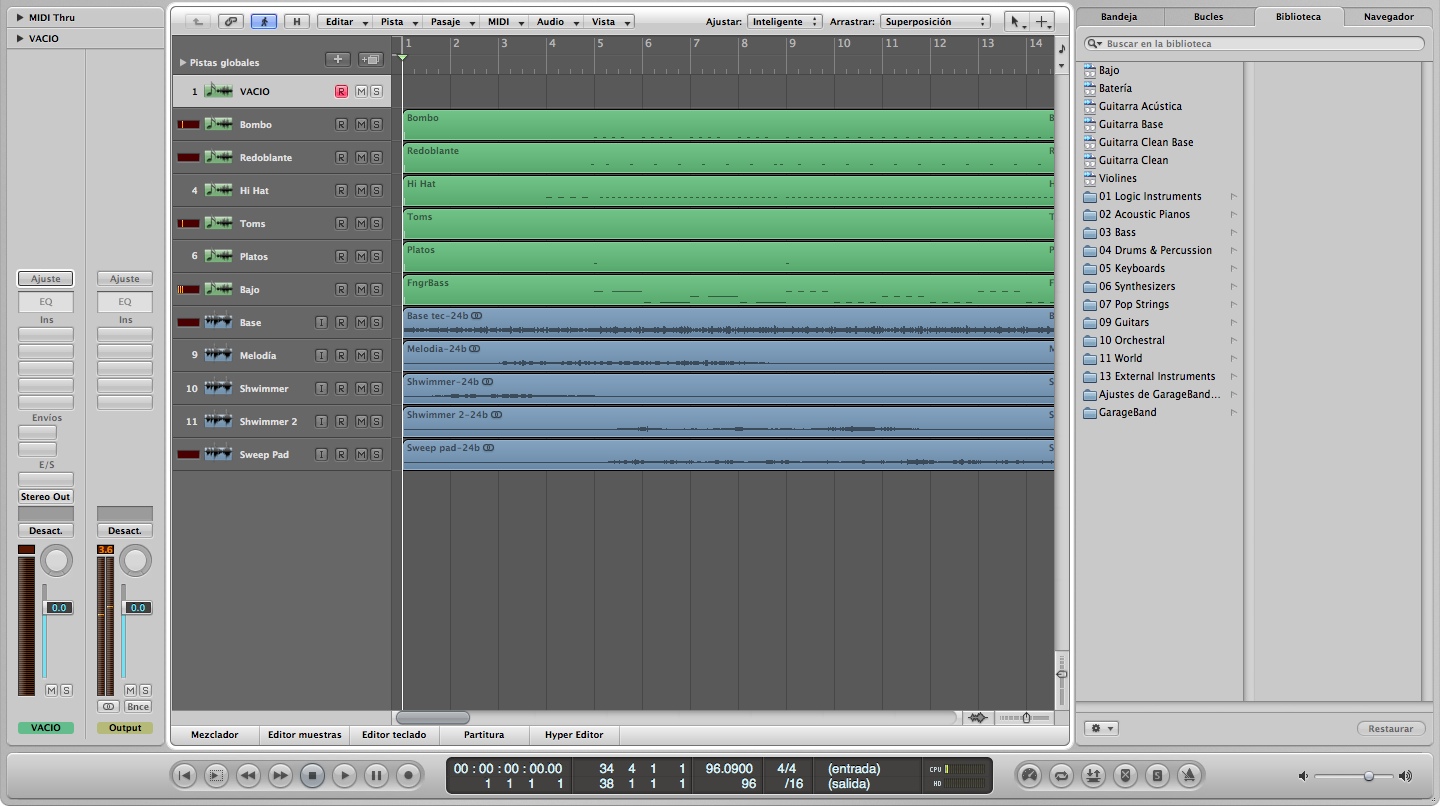 MIDI Thru
VACIO
H Editar Pista Pasaje MIDI Audio Vista Ajustar: Inteligente Arrastrar: Superposición
Bandeja Bucles Biblioteca Navegador
Buscar en la biblioteca
Pistas globales
1 2 3 4 5 6 7 8 9 10 11 12 13 14
1 VACIO R M S
Bombo R M S
Redoblante R M S
4 Hi Hat R M S
Toms R M S
6 Platos R M S
Bajo R M S
Base I R M S
9 Melodía I R M S
10 Shwimmer I R M S
11 Shwimmer 2 I R M S
Sweep Pad I R M S
Bombo B
Redoblante R
Hi Hat H
Toms T
Platos P
FngrBass F
Base tec-24b B
Melodia-24b M
Shwimmer-24b S
Shwimmer 2-24b S
Sweep pad-24b S
Bajo
Batería
Guitarra Acústica
Guitarra Base
Guitarra Clean Base
Guitarra Clean
Violines
01 Logic Instruments
02 Acoustic Pianos
03 Bass
04 Drums & Percussion
05 Keyboards
06 Synthesizers
07 Pop Strings
09 Guitars
10 Orchestral
11 World
13 External Instruments
Ajustes de GarageBand...
GarageBand
Restaurar
Ajuste Ajuste
EQ EQ
Ins Ins
Envíos
E/S
Stereo Out
Desact. Desact.
3.6
0.0 0.0
M S M S
Bnce
VACIO Output
Mezclador Editor muestras Editor teclado Partitura Hyper Editor
00 : 00 : 00 : 00.00 34 4 1 1 96.0900 4/4 (entrada) CPU
1 1 1 1 38 1 1 1 96 /16 (salida) HD
S